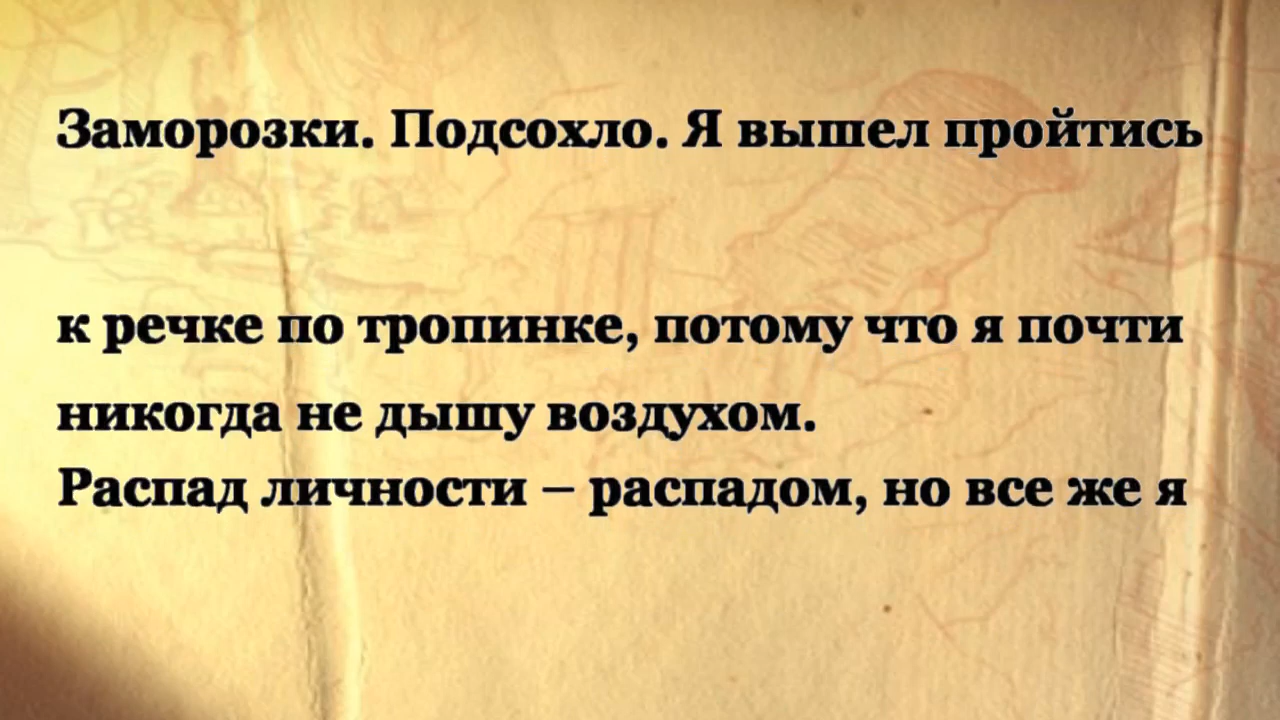 Заморозки. Подсохло. Я вышел пройтись
к речке по тропинке, потому что я почти
никогда не дышу воздухом.
Распад личности – распадом, но все же я